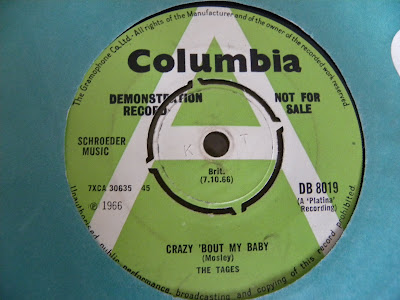 The Gramophone Co. Ltd. - All rights of the Manufacturer and of the owner of the recorded work reserved.
Columbia
DEMONSTRATION RECORD
NOT FOR SALE
SCHRØEDER MUSIC
K T
Brit.
(7.10.66)
7XCA 30635 45
DB 8019
(A 'Platina' Recording)
℗ 1966
CRAZY 'BOUT MY BABY
(Mosley)
THE TAGES
Unauthorised public performance, broadcasting and copying of this record prohibited